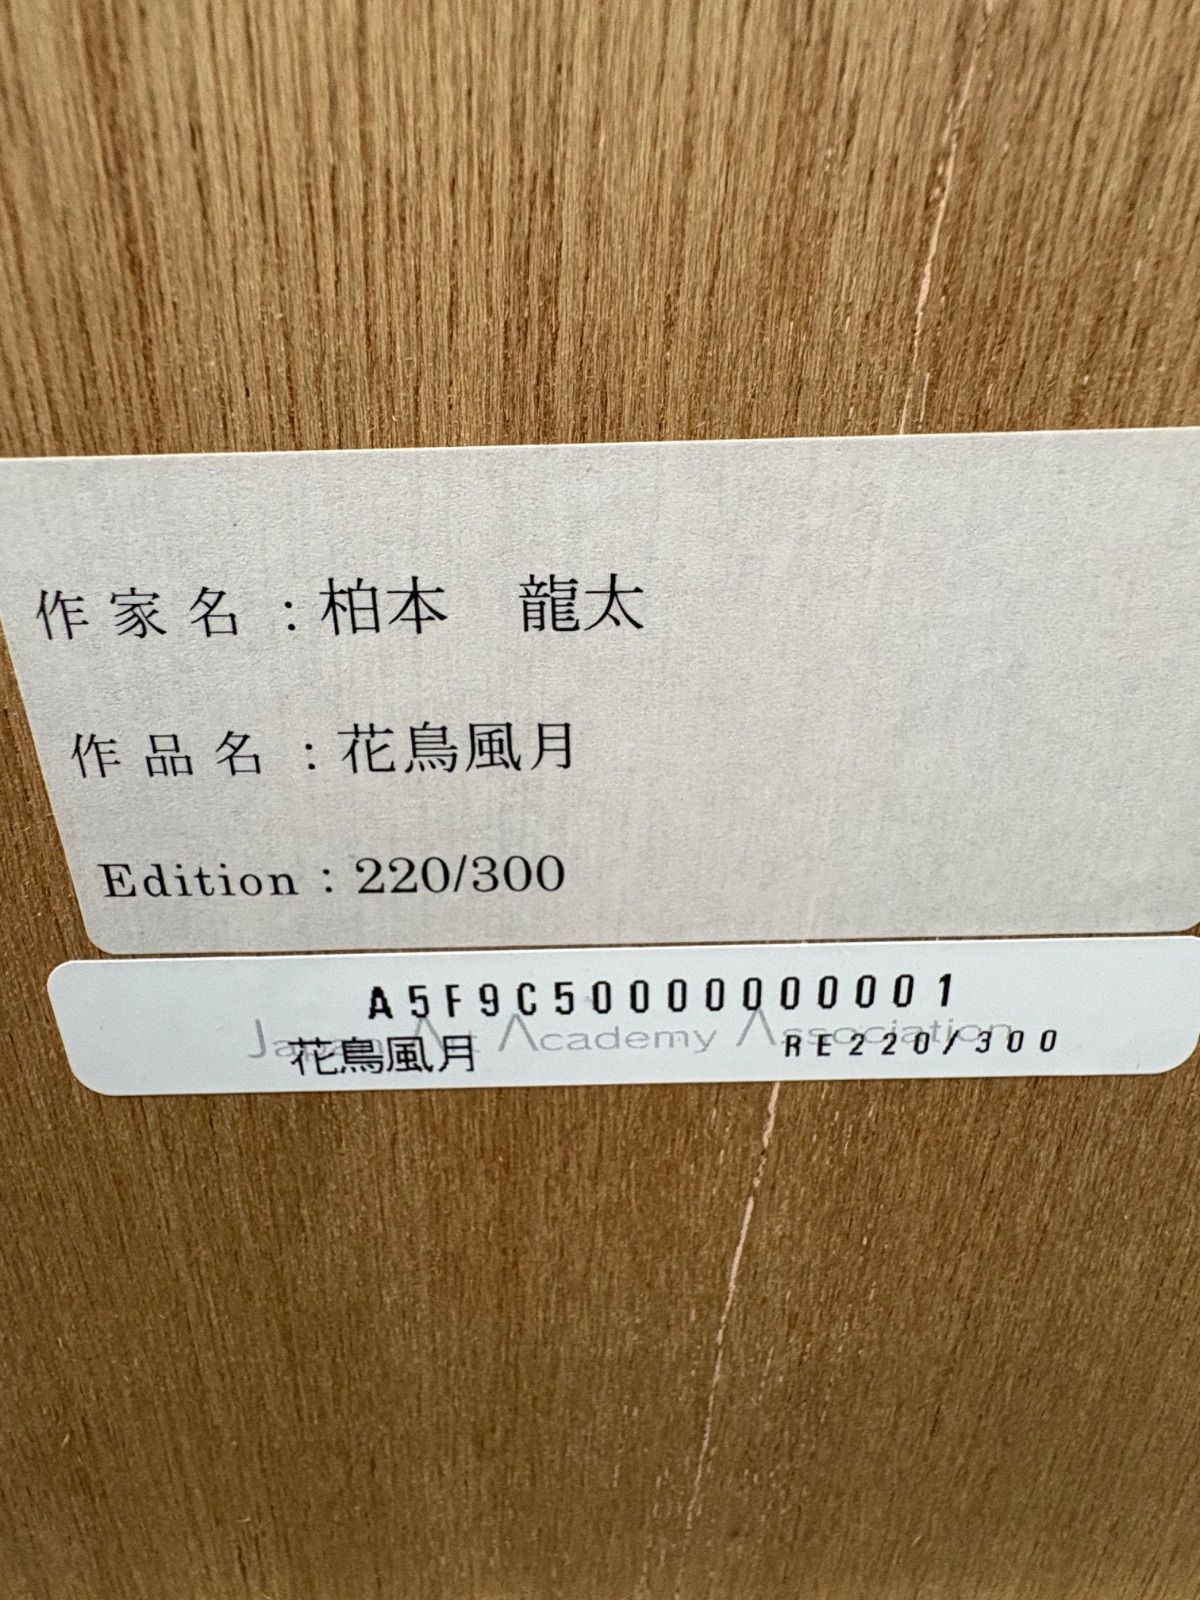 作家名：柏本　龍太
作品名：花鳥風月
Edition：220/300
A5F9C50000000001
Japan Art Academy Association
花鳥風月 RE220/300